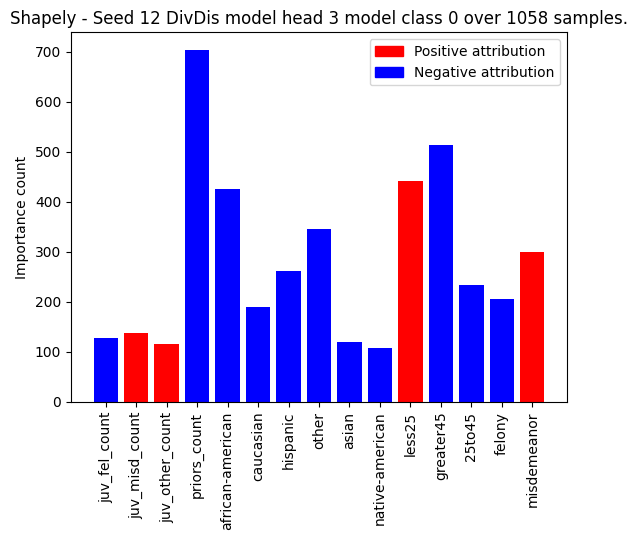 Shapely - Seed 12 DivDis model head 3 model class 0 over 1058 samples.
Positive attribution
Negative attribution
Importance count
700
600
500
400
300
200
100
0
juv_fel_count
juv_misd_count
juv_other_count
priors_count
african-american
caucasian
hispanic
other
asian
native-american
less25
greater45
25to45
felony
misdemeanor